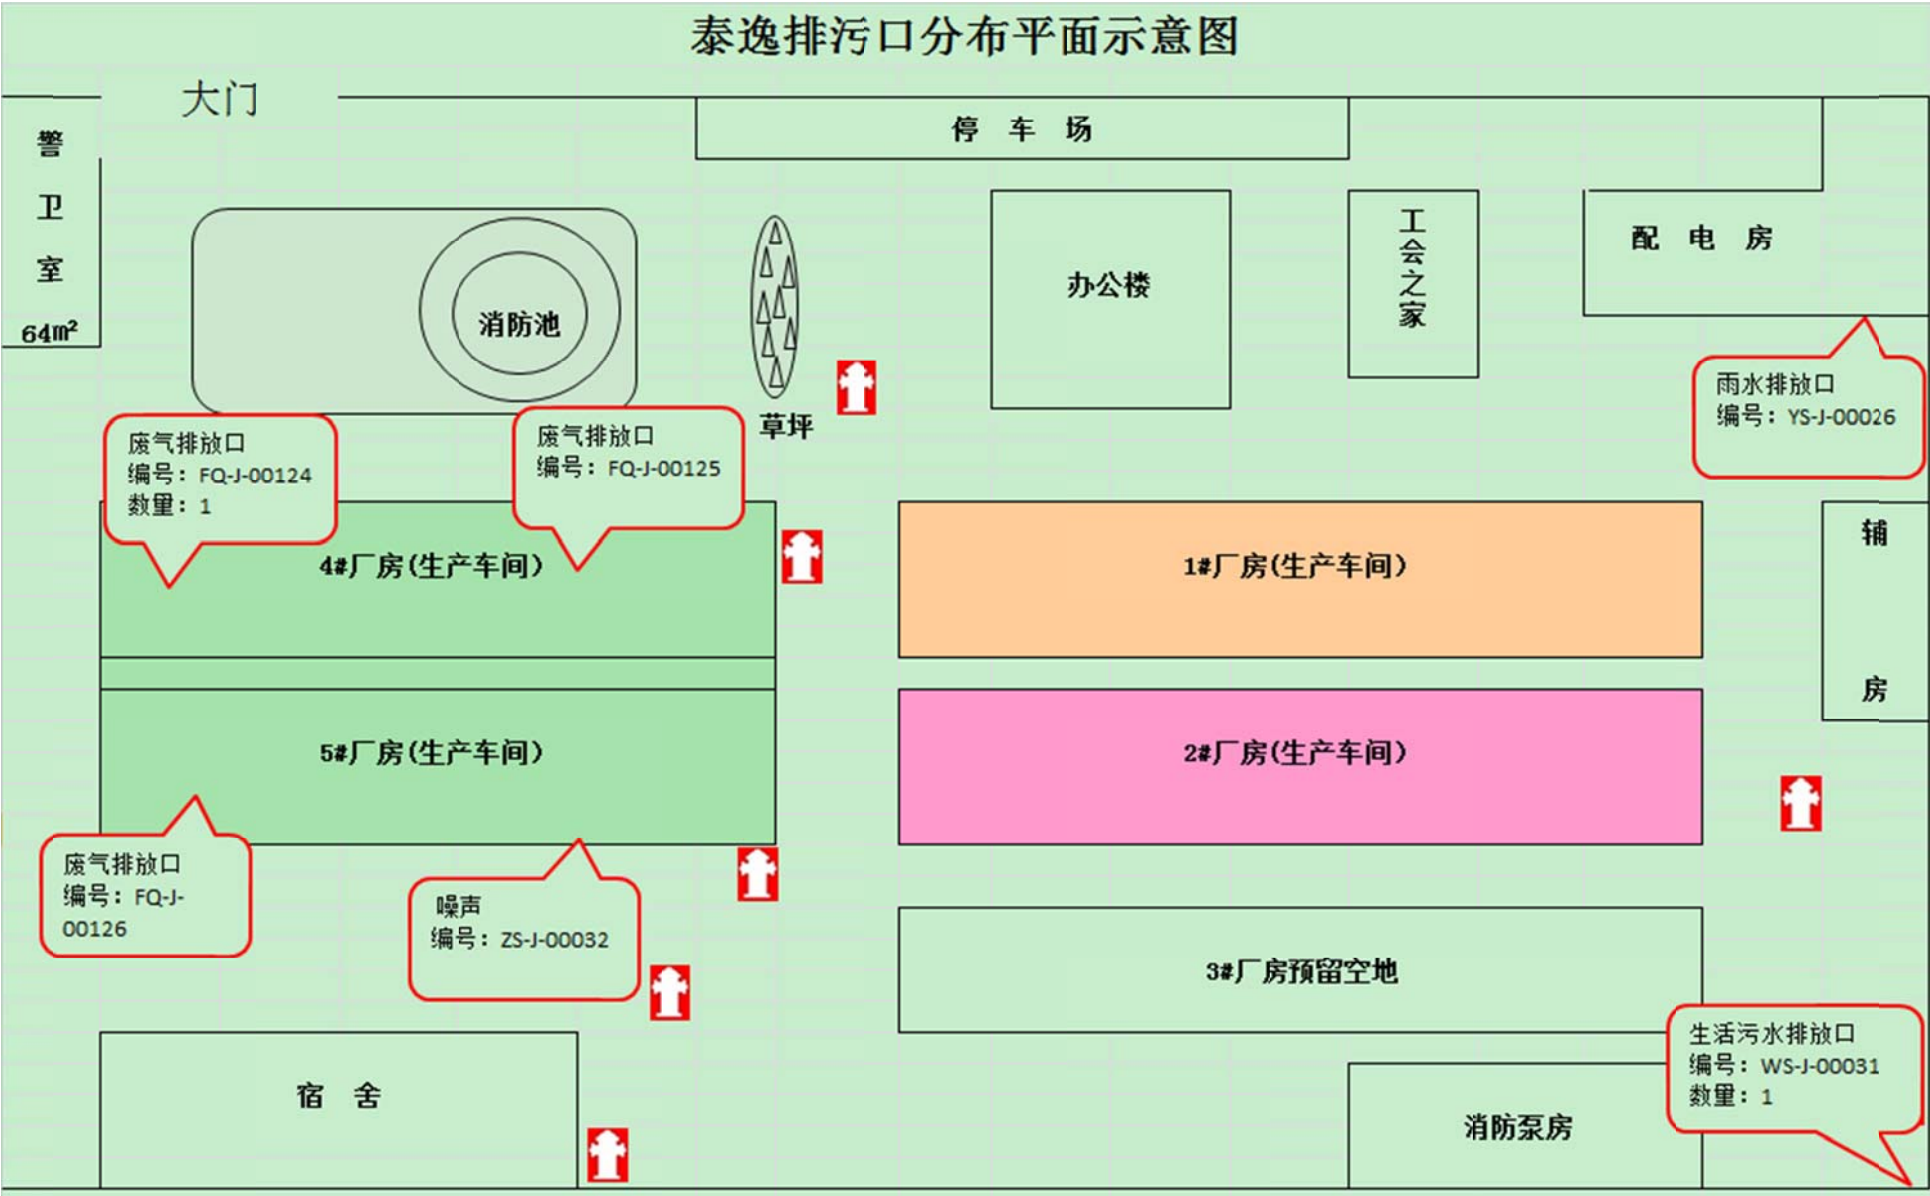 泰逸排污口分布平面示意图
大门
警
卫
室
64m²
停 车 场
消防池
草坪
办公楼
工
会
之
家
配 电 房
雨水排放口
编号：YS-J-00026
废气排放口
编号：FQ-J-00124
数量：1
废气排放口
编号：FQ-J-00125
4#厂房(生产车间)
1#厂房(生产车间)
辅
房
5#厂房(生产车间)
2#厂房(生产车间)
废气排放口
编号：FQ-J-
00126
噪声
编号：ZS-J-00032
3#厂房预留空地
生活污水排放口
编号：WS-J-00031
数量：1
宿 舍
消防泵房